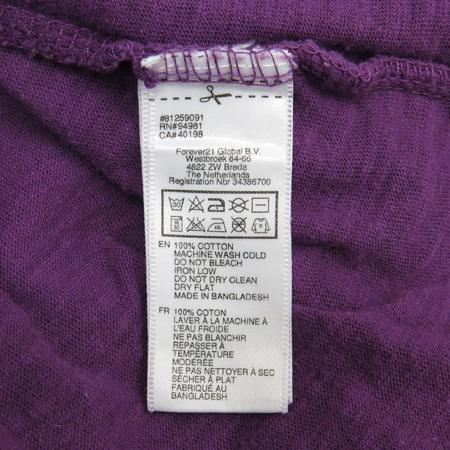 #81259091
RN#94981
CA#40198
Forever21 Global B.V.
Westbroek 64-66
4822 ZW Breda
The Netherlands
Registration Nbr 34386700
30
EN 100% COTTON
MACHINE WASH COLD
DO NOT BLEACH
IRON LOW
DO NOT DRY CLEAN
DRY FLAT
MADE IN BANGLADESH
FR 100% COTON
LAVER À LA MACHINE À
L'EAU FROIDE
NE PAS BLANCHIR
REPASSER À
TEMPÉRATURE
MODÉRÉE
NE PAS NETTOYER À SEC
SÉCHER À PLAT
FABRIQUÉ AU
BANGLADESH